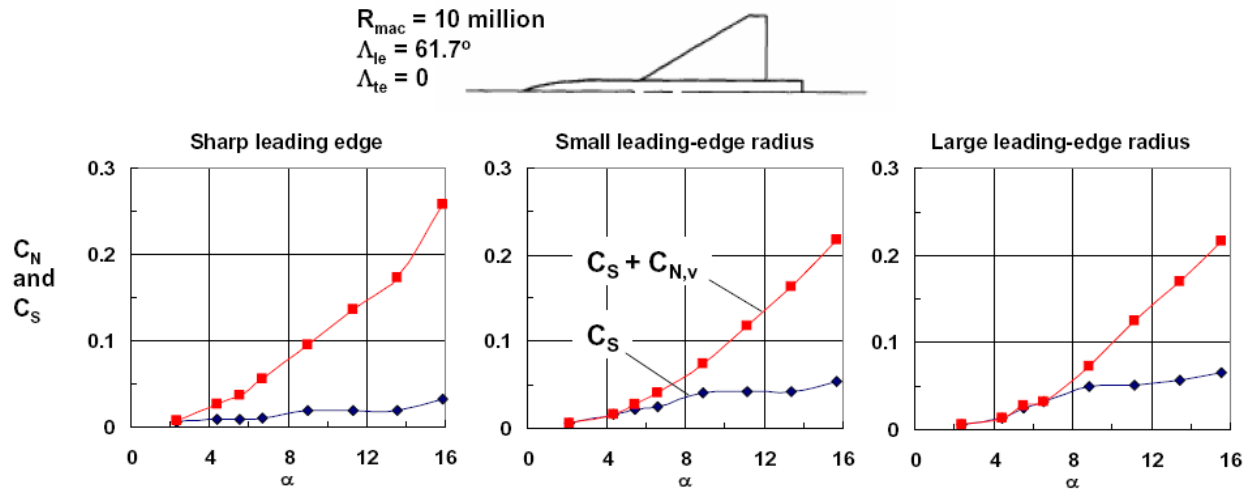 R_mac = 10 million
Λ_le = 61.7º
Λ_te = 0
Sharp leading edge
Small leading-edge radius
Large leading-edge radius
0.3
0.2
0.1
0
C_N
and
C_S
0 4 8 12 16
α
0.3
0.2
0.1
0
C_S + C_N,v
C_S
0 4 8 12 16
α
0.3
0.2
0.1
0
0 4 8 12 16
α